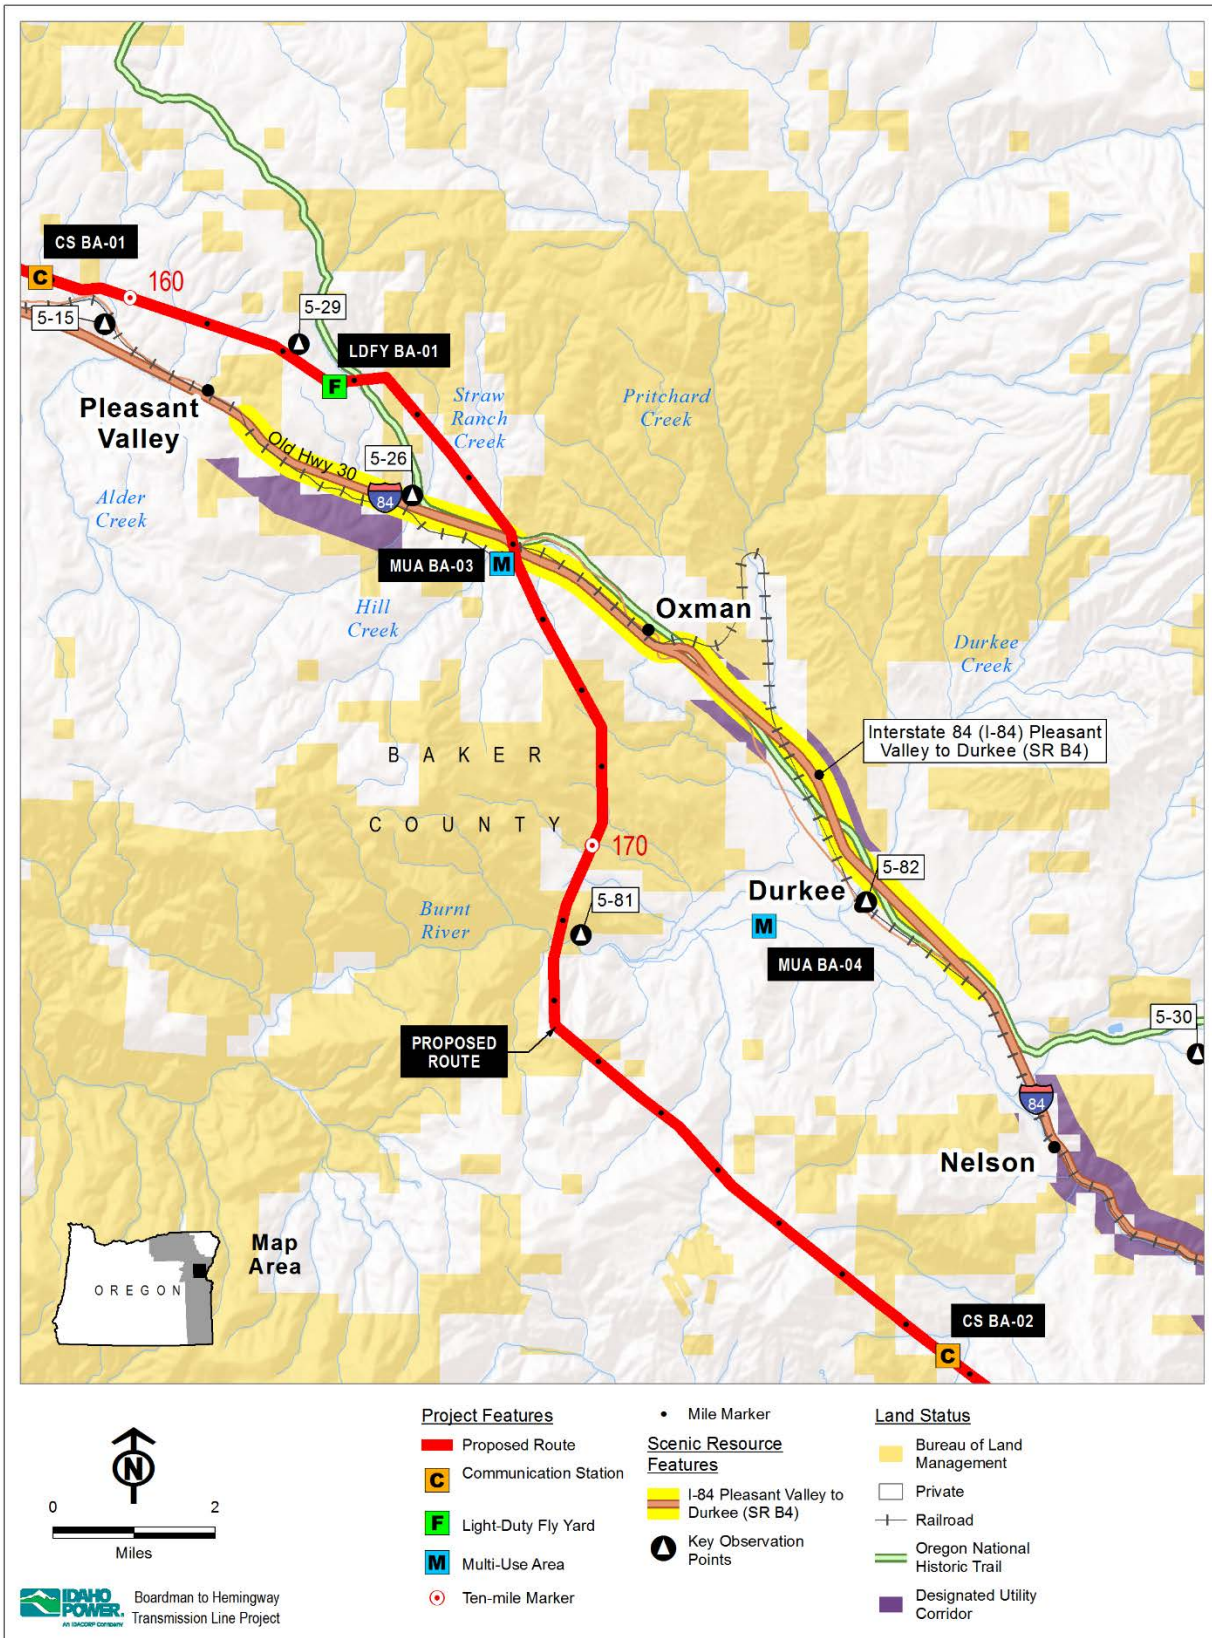 CS BA-01
160
5-29
5-15
LDFY BA-01
Pleasant
Valley
Straw
Ranch
Creek
Pritchard
Creek
Old Hwy 30
5-26
84
Alder
Creek
MUA BA-03
M
Hill
Creek
Oxman
Durkee
Creek
Interstate 84 (I-84) Pleasant
Valley to Durkee (SR B4)
BAKER
COUNTY
170
5-82
Durkee
5-81
Burnt
River
M
MUA BA-04
5-30
PROPOSED
ROUTE
84
Nelson
Map
Area
OREGON
CS BA-02
C
C
F
N
0 2
Miles
IDAHO
POWER.
An IDACORP Company
Boardman to Hemingway
Transmission Line Project
Project Features
Proposed Route
C Communication Station
F Light-Duty Fly Yard
M Multi-Use Area
Ten-mile Marker
Mile Marker
Scenic Resource
Features
I-84 Pleasant Valley to
Durkee (SR B4)
Key Observation
Points
Land Status
Bureau of Land
Management
Private
Railroad
Oregon National
Historic Trail
Designated Utility
Corridor